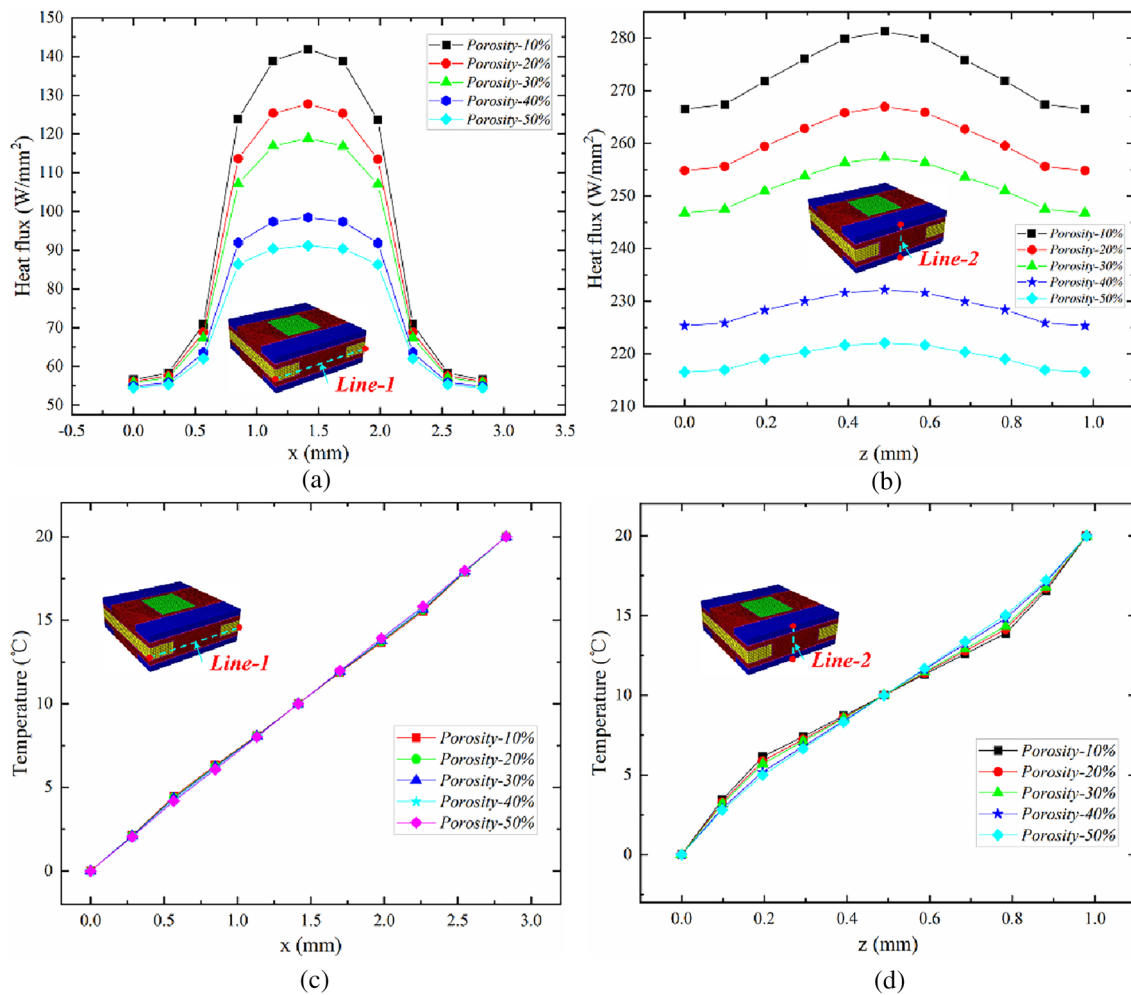 Heat flux (W/mm²)
150
140
130
120
110
100
90
80
70
60
50
-0.5 0.0 0.5 1.0 1.5 2.0 2.5 3.0 3.5
x (mm)
Porosity-10%
Porosity-20%
Porosity-30%
Porosity-40%
Porosity-50%
Line-1
(a)
Heat flux (W/mm²)
280
270
260
250
240
230
220
210
0.0 0.2 0.4 0.6 0.8 1.0
z (mm)
Line-2
Porosity-10%
Porosity-20%
Porosity-30%
Porosity-40%
Porosity-50%
(b)
Temperature (℃)
20
15
10
5
0
0.0 0.5 1.0 1.5 2.0 2.5 3.0
x (mm)
Line-1
Porosity-10%
Porosity-20%
Porosity-30%
Porosity-40%
Porosity-50%
(c)
Temperature (℃)
20
15
10
5
0
0.0 0.2 0.4 0.6 0.8 1.0
z (mm)
Line-2
Porosity-10%
Porosity-20%
Porosity-30%
Porosity-40%
Porosity-50%
(d)